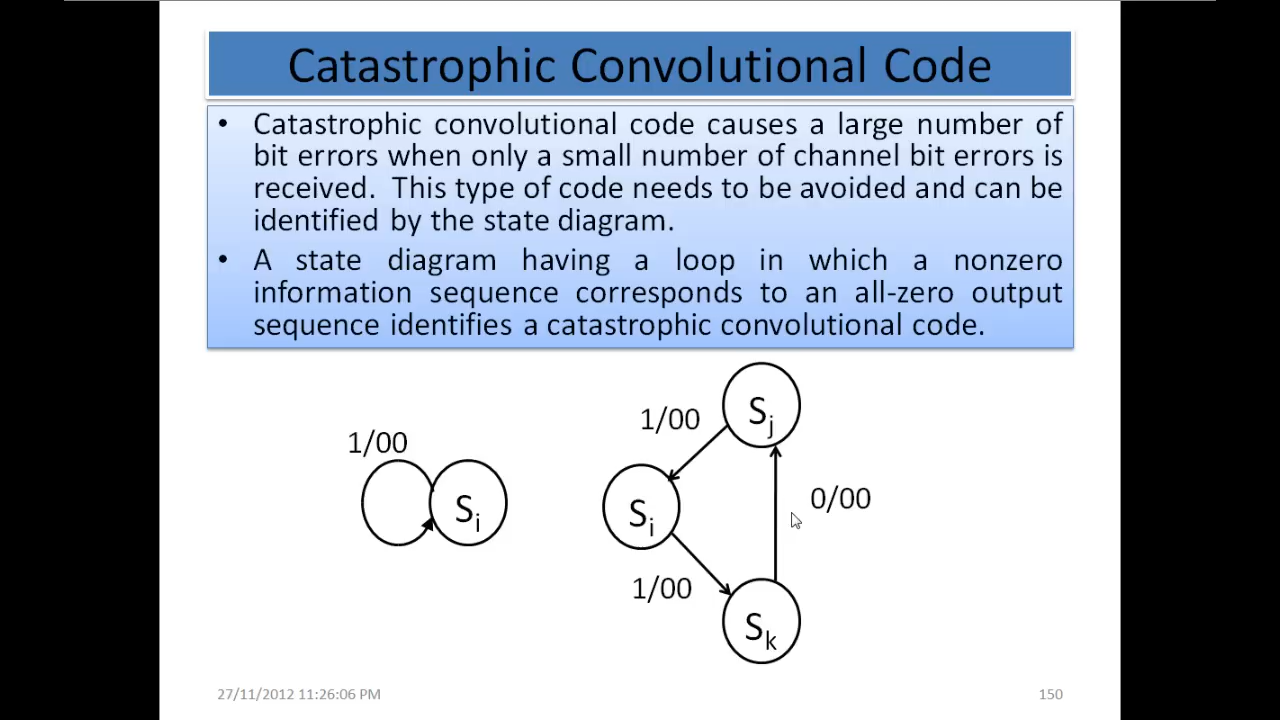 Catastrophic Convolutional Code
• Catastrophic convolutional code causes a large number of
bit errors when only a small number of channel bit errors is
received. This type of code needs to be avoided and can be
identified by the state diagram.
• A state diagram having a loop in which a nonzero
information sequence corresponds to an all-zero output
sequence identifies a catastrophic convolutional code.
Sj
1/00
1/00
Si
Si
0/00
1/00
Sk
27/11/2012 11:26:06 PM
150